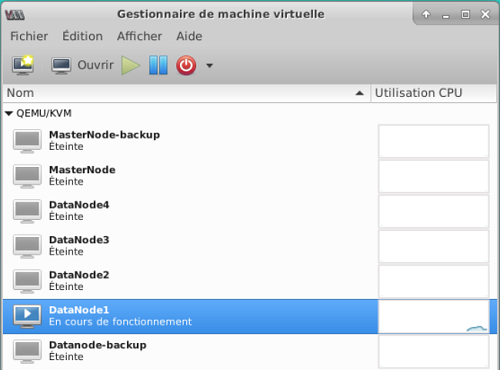 Gestionnaire de machine virtuelle
Fichier Édition Afficher Aide
Ouvrir
Nom Utilisation CPU
QEMU/KVM
MasterNode-backup
Éteinte
MasterNode
Éteinte
DataNode4
Éteinte
DataNode3
Éteinte
DataNode2
Éteinte
DataNode1
En cours de fonctionnement
Datanode-backup
Éteinte